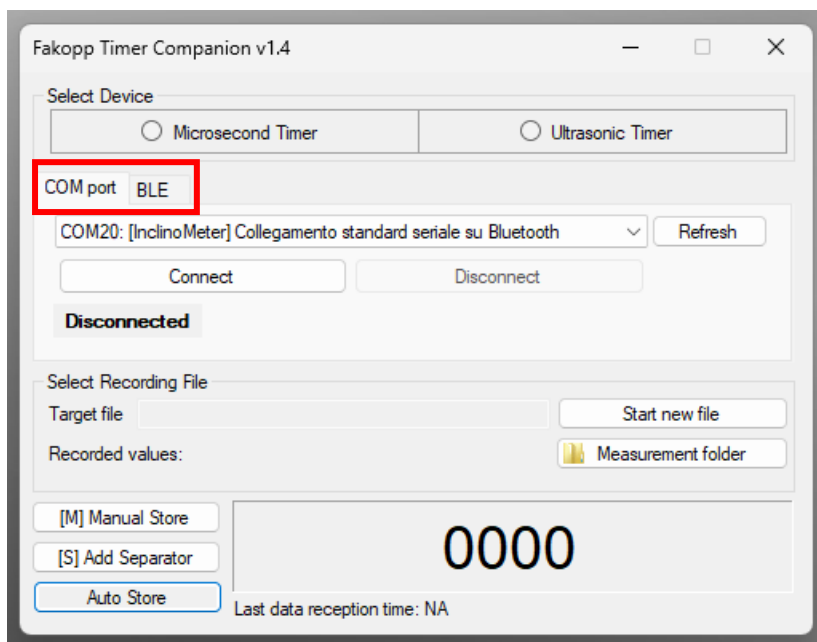 Fakopp Timer Companion v1.4
Select Device
Microsecond Timer
Ultrasonic Timer
COM port BLE
COM20: [InclinoMeter] Collegamento standard seriale su Bluetooth Refresh
Connect Disconnect
Disconnected
Select Recording File
Target file Start new file
Recorded values: Measurement folder
[M] Manual Store
[S] Add Separator
Auto Store
0000
Last data reception time: NA